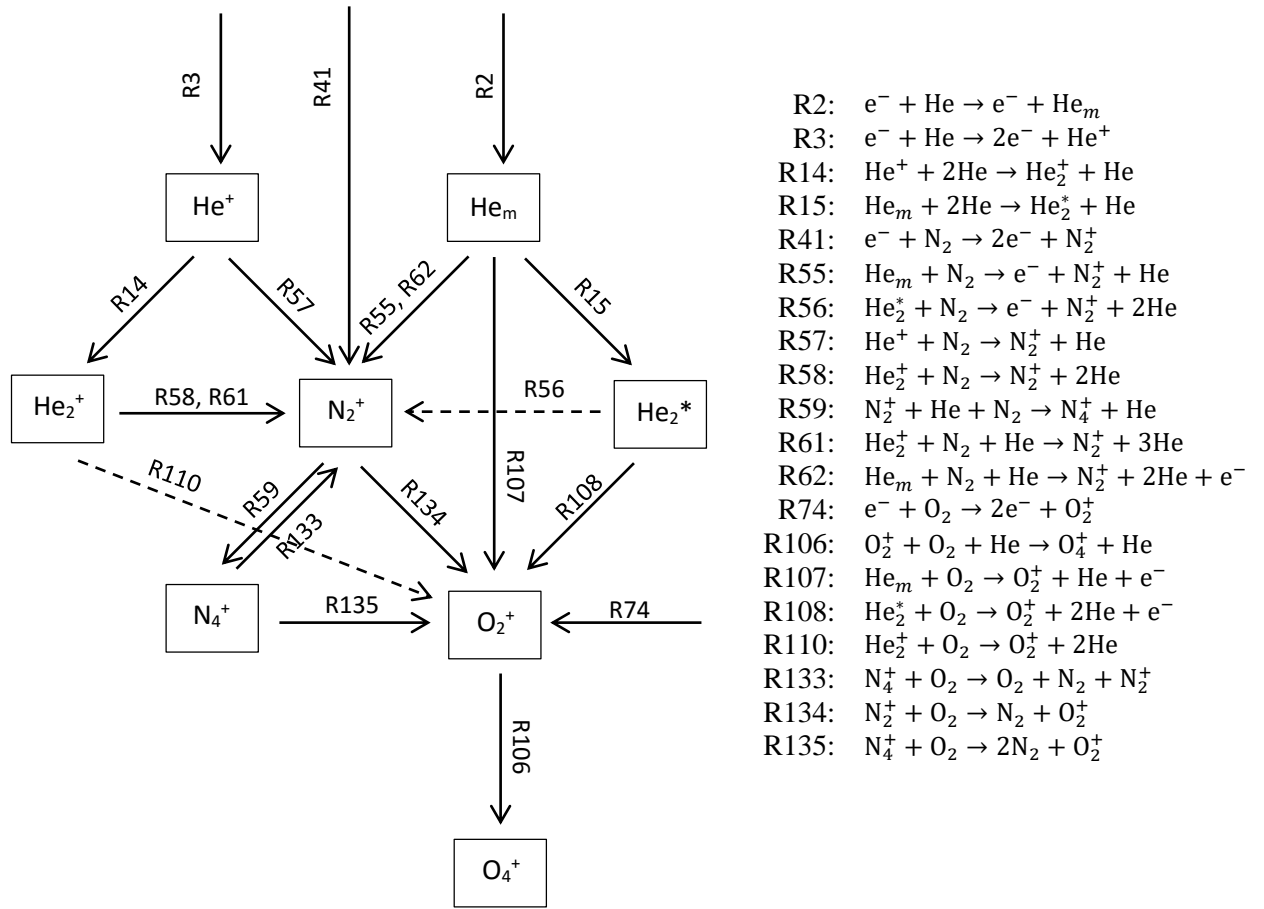 R3
R41
R2
He⁺
Heₘ
R14
R57
R55, R62
R15
He₂⁺
R58, R61
N₂⁺
R56
He₂*
R110
R59
R133
R134
R107
R108
N₄⁺
R135
O₂⁺
R74
R106
O₄⁺
R2: e⁻ + He → e⁻ + Heₘ
R3: e⁻ + He → 2e⁻ + He⁺
R14: He⁺ + 2He → He₂⁺ + He
R15: Heₘ + 2He → He₂* + He
R41: e⁻ + N₂ → 2e⁻ + N₂⁺
R55: Heₘ + N₂ → e⁻ + N₂⁺ + He
R56: He₂* + N₂ → e⁻ + N₂⁺ + 2He
R57: He⁺ + N₂ → N₂⁺ + He
R58: He₂⁺ + N₂ → N₂⁺ + 2He
R59: N₂⁺ + He + N₂ → N₄⁺ + He
R61: He₂⁺ + N₂ + He → N₂⁺ + 3He
R62: Heₘ + N₂ + He → N₂⁺ + 2He + e⁻
R74: e⁻ + O₂ → 2e⁻ + O₂⁺
R106: O₂⁺ + O₂ + He → O₄⁺ + He
R107: Heₘ + O₂ → O₂⁺ + He + e⁻
R108: He₂* + O₂ → O₂⁺ + 2He + e⁻
R110: He₂⁺ + O₂ → O₂⁺ + 2He
R133: N₄⁺ + O₂ → O₂ + N₂ + N₂⁺
R134: N₂⁺ + O₂ → N₂ + O₂⁺
R135: N₄⁺ + O₂ → 2N₂ + O₂⁺